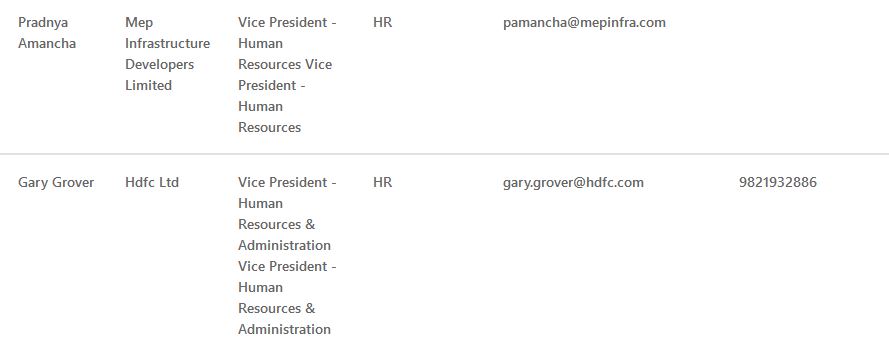 Pradnya Amancha
Mep Infrastructure Developers Limited
Vice President - Human Resources Vice President - Human Resources
HR
pamancha@mepinfra.com
Gary Grover
Hdfc Ltd
Vice President - Human Resources & Administration Vice President - Human Resources & Administration
HR
gary.grover@hdfc.com
9821932886